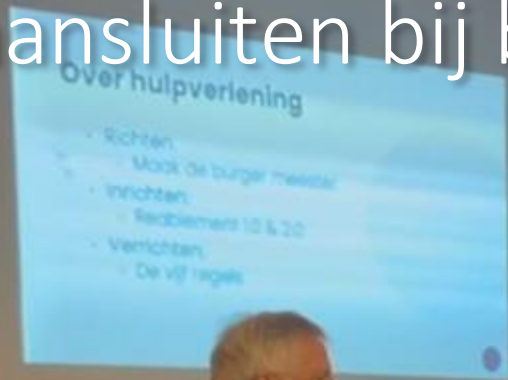 ansluiten bij b
Over hulpverlening
Richten
Maak de burger meester
Inrichten
Reablement 1.0 & 2.0
Verrichten
De vijf regels